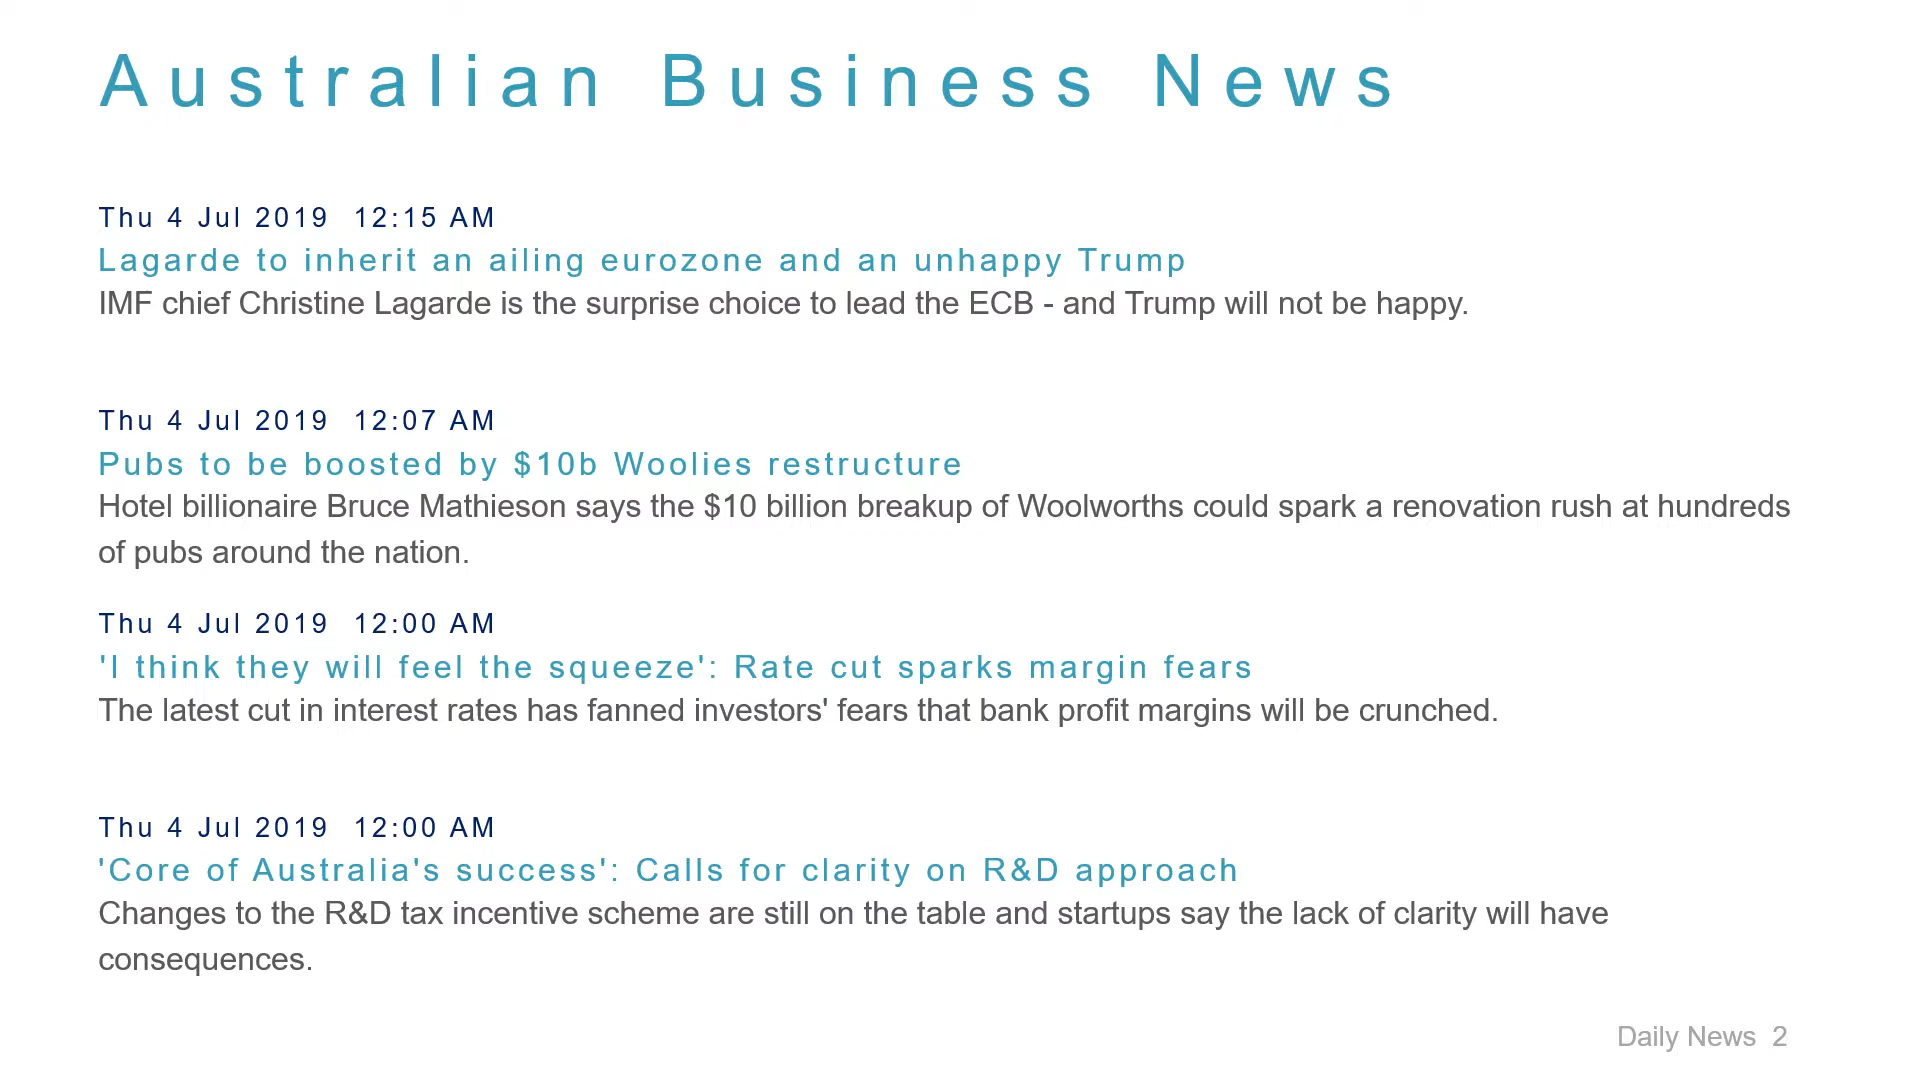 Australian Business News
Thu 4 Jul 2019 12:15 AM
Lagarde to inherit an ailing eurozone and an unhappy Trump
IMF chief Christine Lagarde is the surprise choice to lead the ECB - and Trump will not be happy.
Thu 4 Jul 2019 12:07 AM
Pubs to be boosted by $10b Woolies restructure
Hotel billionaire Bruce Mathieson says the $10 billion breakup of Woolworths could spark a renovation rush at hundreds
of pubs around the nation.
Thu 4 Jul 2019 12:00 AM
'I think they will feel the squeeze': Rate cut sparks margin fears
The latest cut in interest rates has fanned investors' fears that bank profit margins will be crunched.
Thu 4 Jul 2019 12:00 AM
'Core of Australia's success': Calls for clarity on R&D approach
Changes to the R&D tax incentive scheme are still on the table and startups say the lack of clarity will have
consequences.
Daily News 2